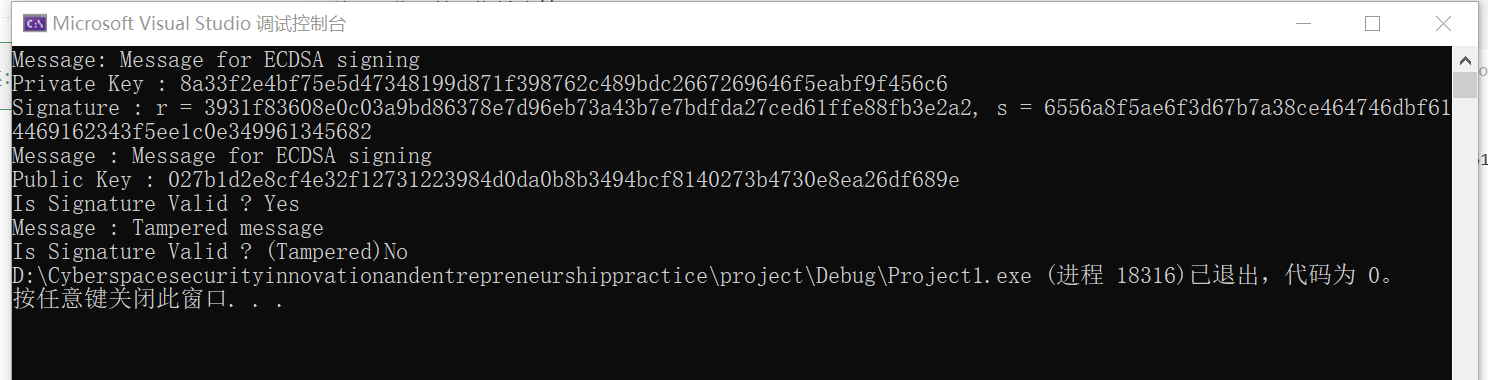 Microsoft Visual Studio 调试控制台
Message: Message for ECDSA signing
Private Key : 8a33f2e4bf75e5d47348199d871f398762c489bdc2667269646f5eabf9f456c6
Signature : r = 3931f83608e0c03a9bd86378e7d96eb73a43b7e7bdfda27ced61ffe88fb3e2a2, s = 6556a8f5ae6f3d67b7a38ce464746dbf61
4469162343f5ee1c0e349961345682
Message : Message for ECDSA signing
Public Key : 027b1d2e8cf4e32f12731223984d0da0b8b3494bcf8140273b4730e8ea26df689e
Is Signature Valid ? Yes
Message : Tampered message
Is Signature Valid ? (Tampered)No
D:\Cyberspacesecurityinnovationandentrepreneurshippractice\project\Debug\Project1.exe (进程 18316)已退出，代码为 0。
按任意键关闭此窗口. . .